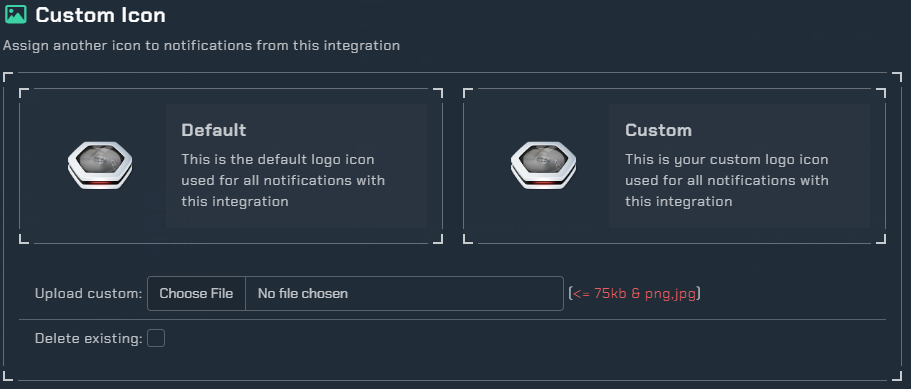 Custom Icon
Assign another icon to notifications from this integration
Default
This is the default logo icon
used for all notifications with
this integration
Custom
This is your custom logo icon
used for all notifications with
this integration
Upload custom: Choose File No file chosen (<= 75kb & png,jpg)
Delete existing: